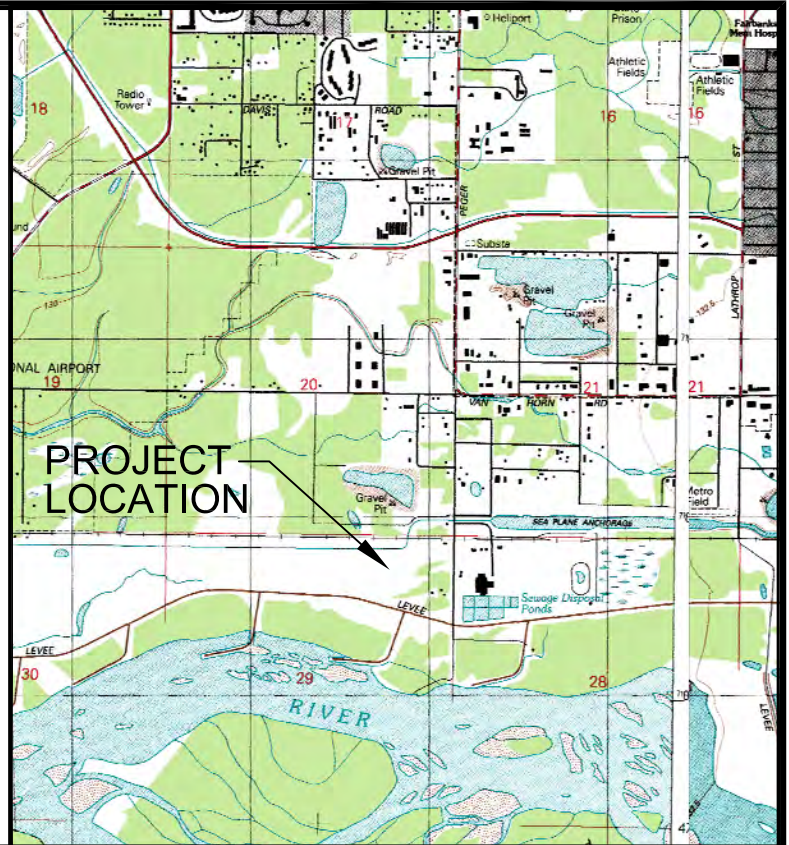 Heliport
Prison
Fairbanks
Mem Hosp
Athletic
Fields
Athletic
Fields
Radio
Tower
18
DAVIS
17
ROAD
16
16
Gravel Pit
ST
PEGER
und
Substa
130
Gravel
Pit
Gravel
Pit
132.5
LATHROP
ONAL AIRPORT
19
20
21
21
VAN HORN RD
PROJECT
LOCATION
Gravel
Pit
Metro
Field
SEA PLANE ANCHORAGE
LEVEE
Sewage Disposal
Ponds
LEVEE
30
29
28
RIVER
LEVEE